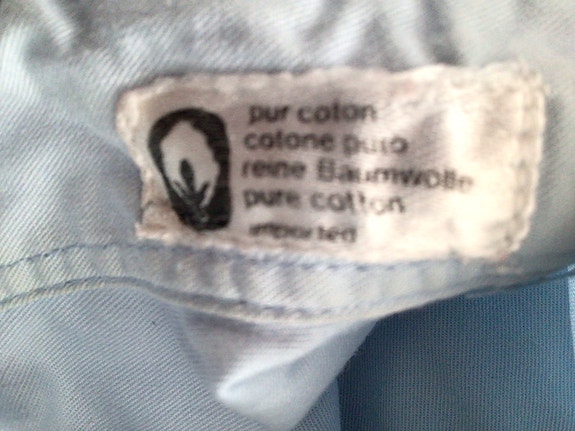 pur coton
cotone puro
reine Baumwolle
pure cotton
imported